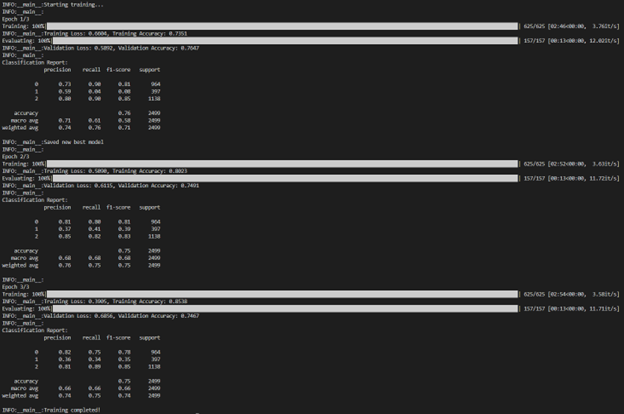 INFO:__main__:Starting training...
INFO:__main__:
Epoch 1/3
Training: 100%| | 625/625 [02:46<00:00, 3.76it/s]
INFO:__main__:Training Loss: 0.6604, Training Accuracy: 0.7351
Evaluating: 100%| | 157/157 [00:13<00:00, 12.02it/s]
INFO:__main__:Validation Loss: 0.5892, Validation Accuracy: 0.7647
INFO:__main__:
Classification Report:
precision recall f1-score support
0 0.73 0.90 0.81 964
1 0.59 0.04 0.08 397
2 0.80 0.90 0.85 1138
accuracy 0.76 2499
macro avg 0.71 0.61 0.58 2499
weighted avg 0.74 0.76 0.71 2499
INFO:__main__:Saved new best model
INFO:__main__:
Epoch 2/3
Training: 100%| | 625/625 [02:52<00:00, 3.63it/s]
INFO:__main__:Training Loss: 0.5090, Training Accuracy: 0.8023
Evaluating: 100%| | 157/157 [00:13<00:00, 11.72it/s]
INFO:__main__:Validation Loss: 0.6115, Validation Accuracy: 0.7491
INFO:__main__:
Classification Report:
precision recall f1-score support
0 0.81 0.80 0.81 964
1 0.37 0.41 0.39 397
2 0.85 0.82 0.83 1138
accuracy 0.75 2499
macro avg 0.68 0.68 0.68 2499
weighted avg 0.76 0.75 0.75 2499
INFO:__main__:
Epoch 3/3
Training: 100%| | 625/625 [02:54<00:00, 3.58it/s]
INFO:__main__:Training Loss: 0.3905, Training Accuracy: 0.8538
Evaluating: 100%| | 157/157 [00:13<00:00, 11.71it/s]
INFO:__main__:Validation Loss: 0.6856, Validation Accuracy: 0.7467
INFO:__main__:
Classification Report:
precision recall f1-score support
0 0.82 0.75 0.78 964
1 0.36 0.34 0.35 397
2 0.81 0.89 0.85 1138
accuracy 0.75 2499
macro avg 0.66 0.66 0.66 2499
weighted avg 0.74 0.75 0.74 2499
INFO:__main__:Training completed!